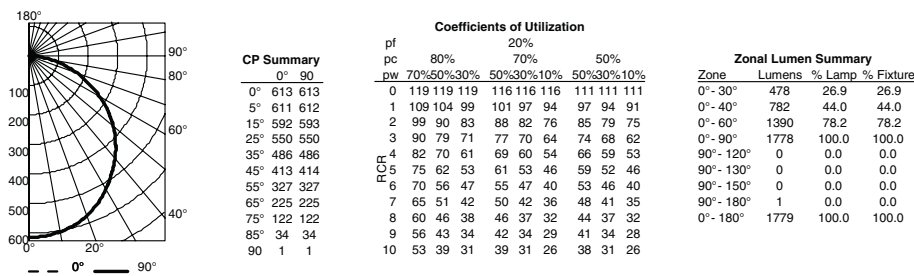 180°
90°
80°
60°
40°
100
200
300
400
500
600
0°
20°
0°
90°
CP Summary
0° 90
0° 613 613
5° 611 612
15° 592 593
25° 550 550
35° 486 486
45° 413 414
55° 327 327
65° 225 225
75° 122 122
85° 34 34
90 1 1
Coefficients of Utilization
pf 20%
pc 80% 70% 50%
pw 70%50%30% 50%30%10% 50%30%10%
RCR
0 119 119 119 116 116 116 111 111 111
1 109 104 99 101 97 94 97 94 91
2 99 90 83 88 82 76 85 79 75
3 90 79 71 77 70 64 74 68 62
4 82 70 61 69 60 54 66 59 53
5 75 62 53 61 53 46 59 52 46
6 70 56 47 55 47 40 53 46 40
7 65 51 42 50 42 36 48 41 35
8 60 46 38 46 37 32 44 37 32
9 56 43 34 42 34 29 41 34 28
10 53 39 31 39 31 26 38 31 26
Zonal Lumen Summary
Zone Lumens % Lamp % Fixture
0°- 30° 478 26.9 26.9
0°- 40° 782 44.0 44.0
0°- 60° 1390 78.2 78.2
0°- 90° 1778 100.0 100.0
90°- 120° 0 0.0 0.0
90°- 130° 0 0.0 0.0
90°- 150° 0 0.0 0.0
90°- 180° 1 0.0 0.0
0°- 180° 1779 100.0 100.0